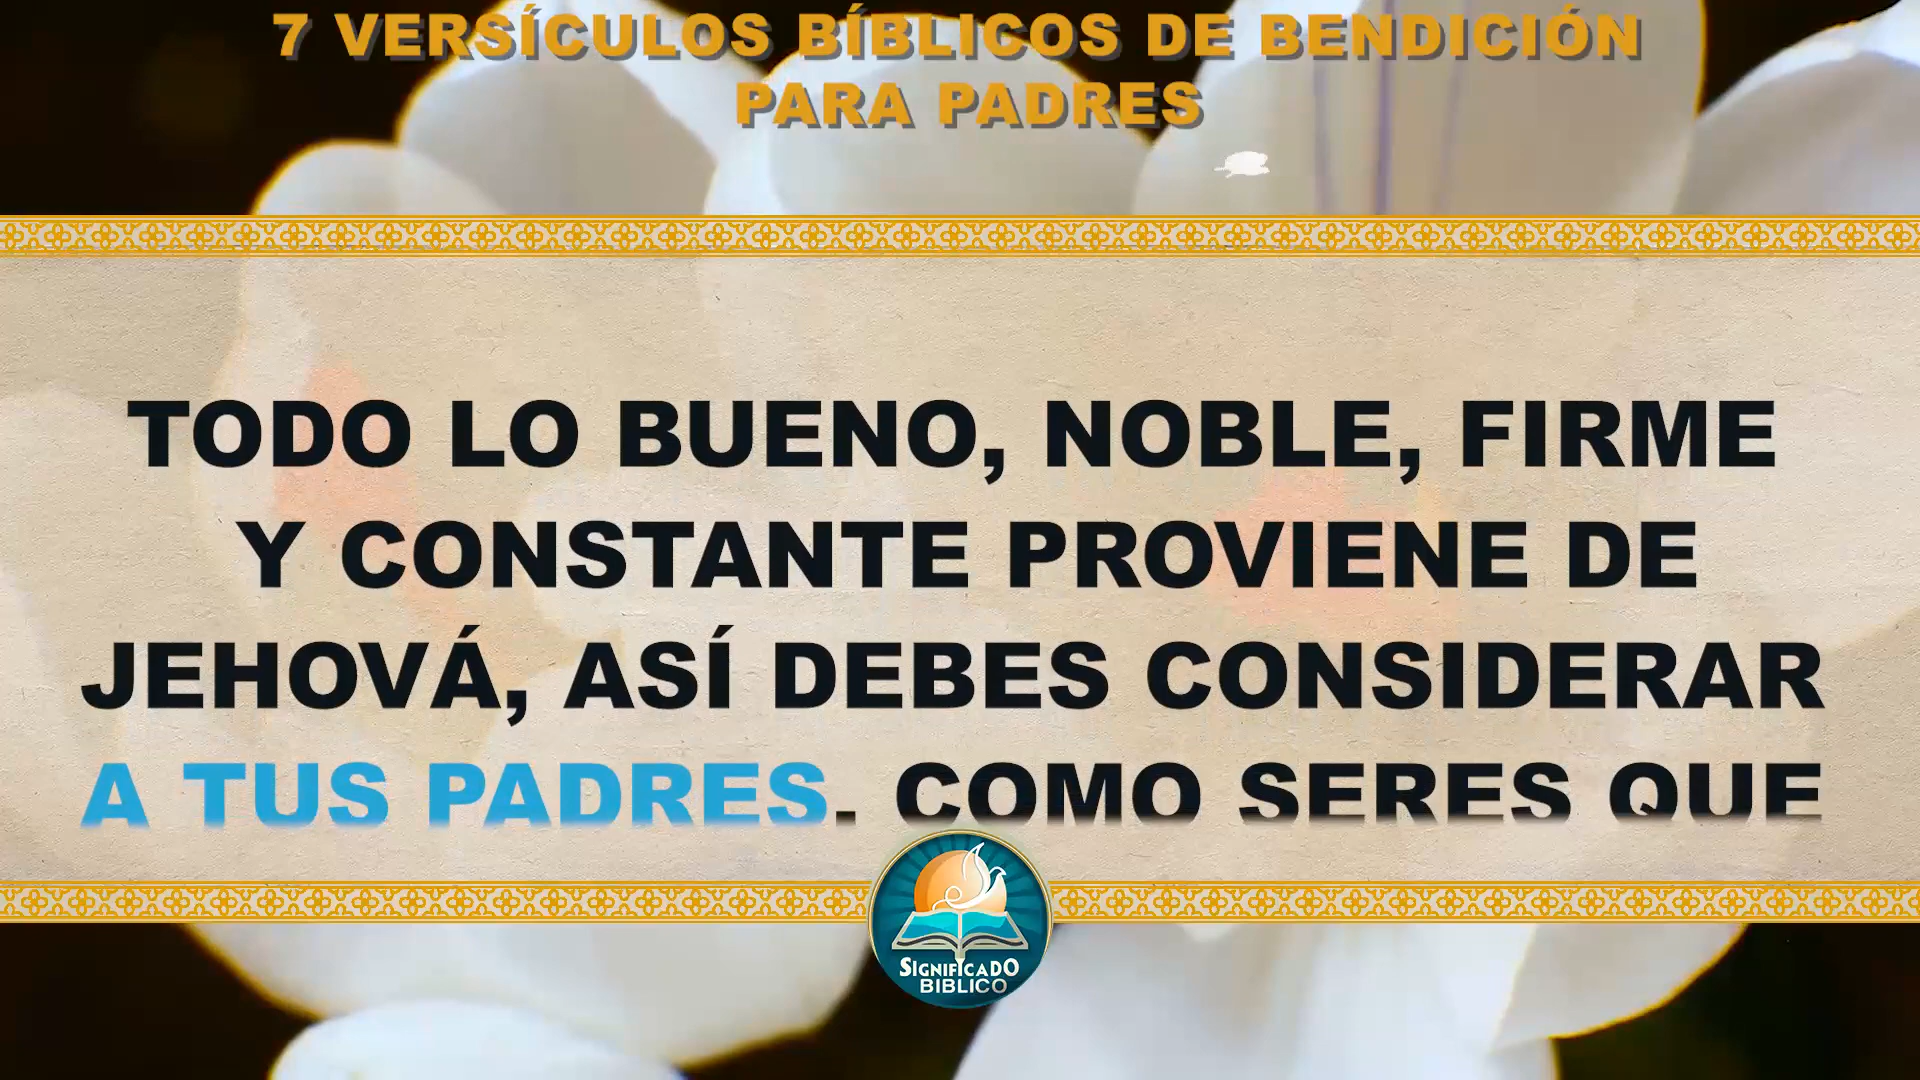 7 VERSÍCULOS BÍBLICOS DE BENDICIÓN
PARA PADRES
TODO LO BUENO, NOBLE, FIRME
Y CONSTANTE PROVIENE DE
JEHOVÁ, ASÍ DEBES CONSIDERAR
A TUS PADRES. COMO SERES QUE
SIGNIFICADO
BIBLICO